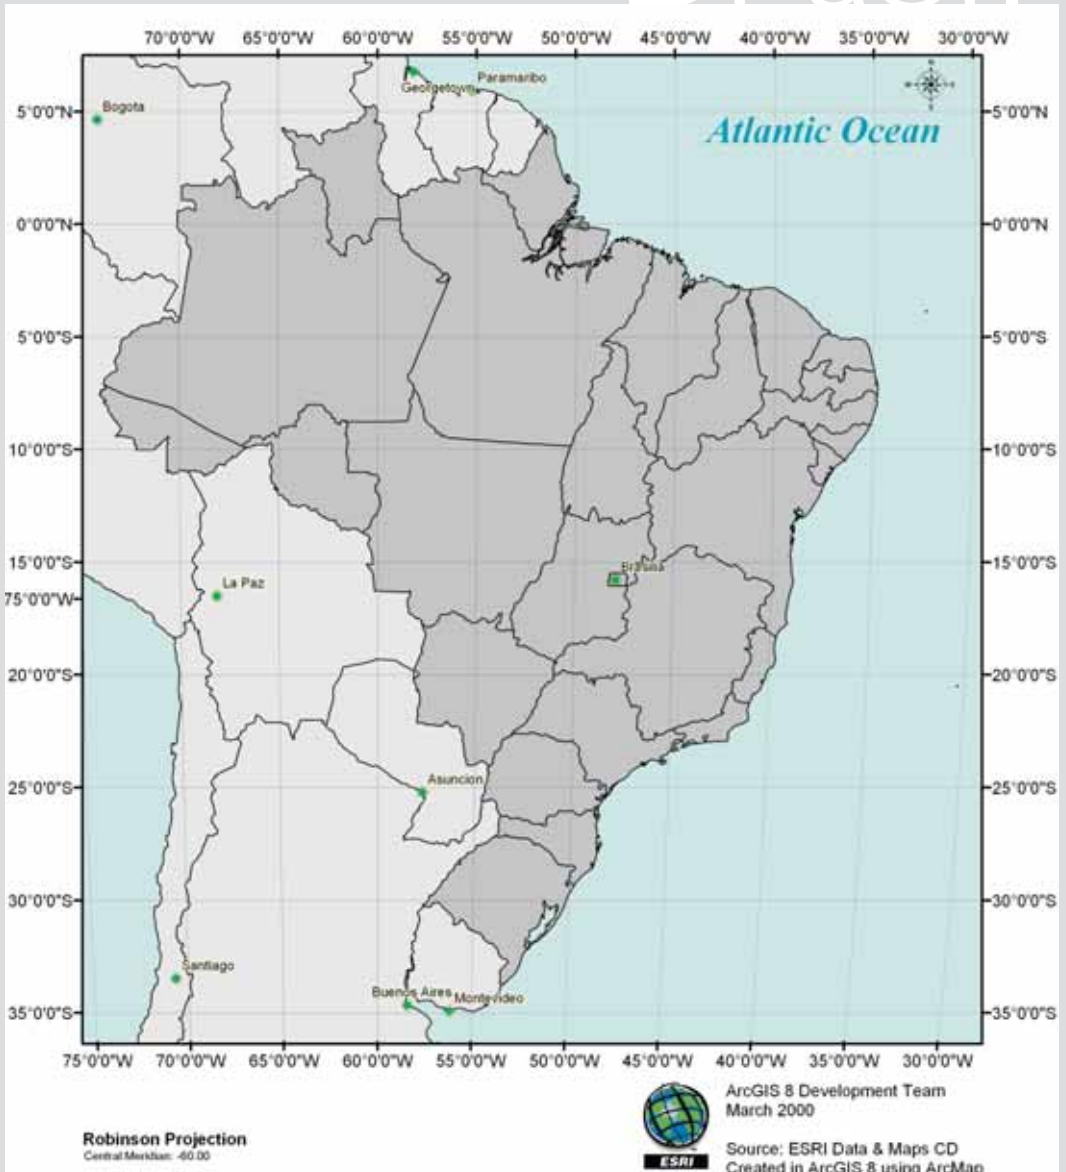 70°0'0"W 65°0'0"W 60°0'0"W 55°0'0"W 50°0'0"W 45°0'0"W 40°0'0"W 35°0'0"W 30°0'0"W
Paramaribo
Georgetown
Bogota
5°0'0"N 5°0'0"N
Atlantic Ocean
0°0'0"N 0°0'0"N
5°0'0"S 5°0'0"S
10°0'0"S 10°0'0"S
15°0'0"S 15°0'0"S
Brasilia
La Paz
75°0'0"W
20°0'0"S 20°0'0"S
Asuncion
25°0'0"S 25°0'0"S
30°0'0"S 30°0'0"S
Santiago
Buenos Aires Montevideo
35°0'0"S 35°0'0"S
75°0'0"W 70°0'0"W 65°0'0"W 60°0'0"W 55°0'0"W 50°0'0"W 45°0'0"W 40°0'0"W 35°0'0"W 30°0'0"W
ArcGIS 8 Development Team
March 2000
Robinson Projection
Central Meridian: -60.00
Source: ESRI Data & Maps CD
ESRI
Created in ArcGIS 8 using ArcMap